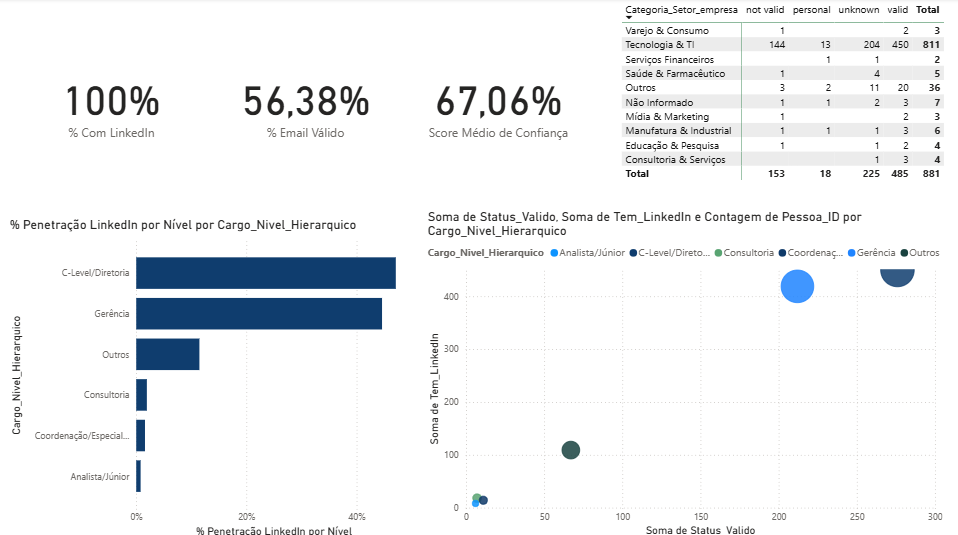 100%
% Com LinkedIn
56,38%
% Email Válido
67,06%
Score Médio de Confiança
Categoria_Setor_empresa not valid personal unknown valid Total
Varejo & Consumo 1 2 3
Tecnologia & TI 144 13 204 450 811
Serviços Financeiros 1 1 2
Saúde & Farmacêutico 1 4 5
Outros 3 2 11 20 36
Não Informado 1 1 2 3 7
Mídia & Marketing 1 2 3
Manufatura & Industrial 1 1 1 3 6
Educação & Pesquisa 1 1 2 4
Consultoria & Serviços 1 3 4
Total 153 18 225 485 881
% Penetração LinkedIn por Nível por Cargo_Nivel_Hierarquico
Cargo_Nivel_Hierarquico
C-Level/Diretoria
Gerência
Outros
Consultoria
Coordenação/Especial...
Analista/Júnior
0% 20% 40%
% Penetração LinkedIn por Nível
Soma de Status_Valido, Soma de Tem_LinkedIn e Contagem de Pessoa_ID por
Cargo_Nivel_Hierarquico
Cargo_Nivel_Hierarquico Analista/Júnior C-Level/Direto... Consultoria Coordenaç... Gerência Outros
Soma de Tem_LinkedIn
400
300
200
100
0
0 50 100 150 200 250 300
Soma de Status_Valido